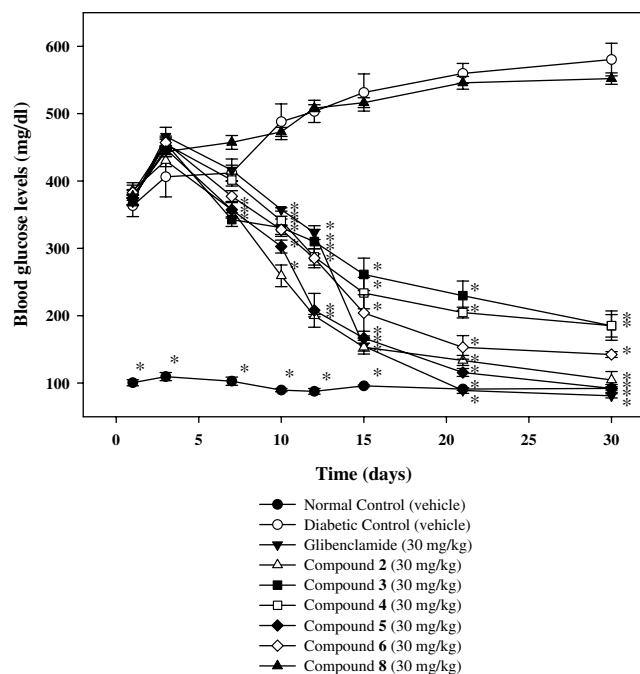 Blood glucose levels (mg/dl)
600
500
400
300
200
100
0
5
10
15
20
25
30
Time (days)
Normal Control (vehicle)
Diabetic Control (vehicle)
Glibenclamide (30 mg/kg)
Compound 2 (30 mg/kg)
Compound 3 (30 mg/kg)
Compound 4 (30 mg/kg)
Compound 5 (30 mg/kg)
Compound 6 (30 mg/kg)
Compound 8 (30 mg/kg)